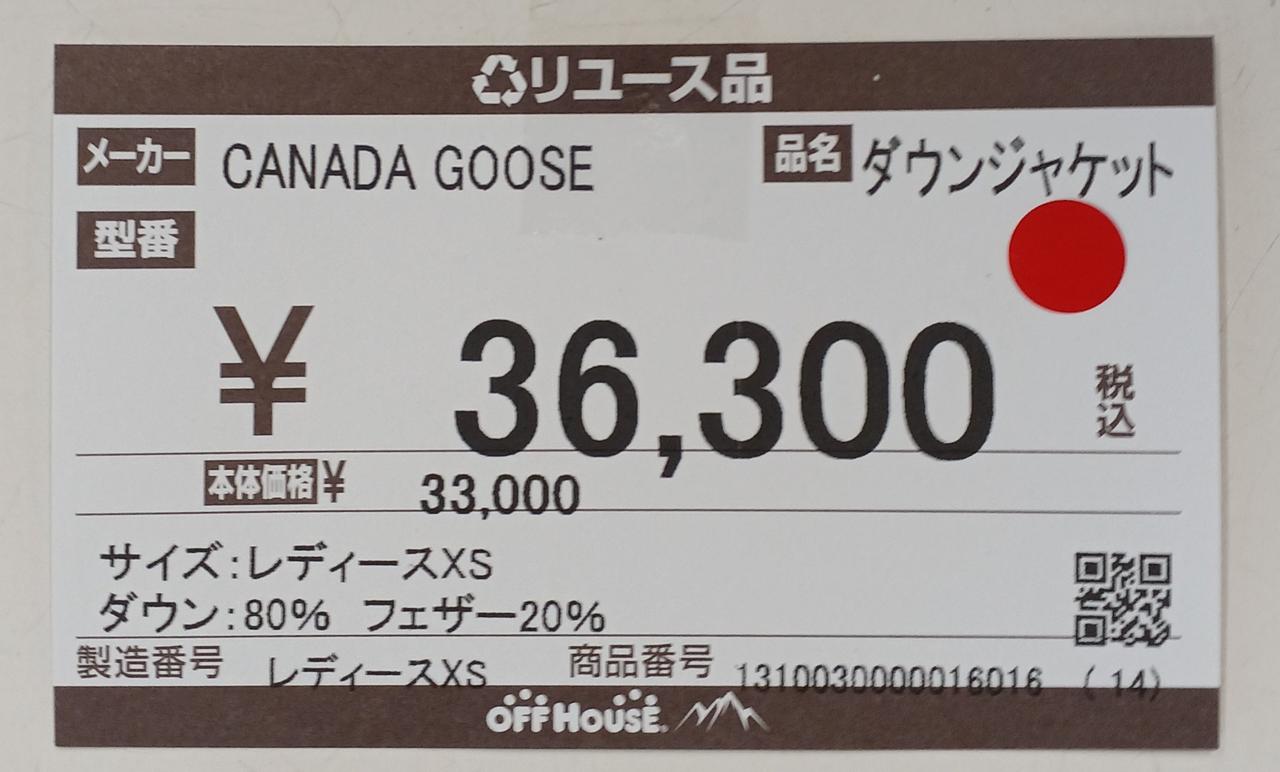 リユース品
メーカー CANADA GOOSE 品名 ダウンジャケット
型番
¥ 36,300 税込
本体価格 ¥ 33,000
サイズ:レディースXS
ダウン:80% フェザー20%
製造番号 レディースXS 商品番号 1310030000016016 (14)
OFF HOUSE